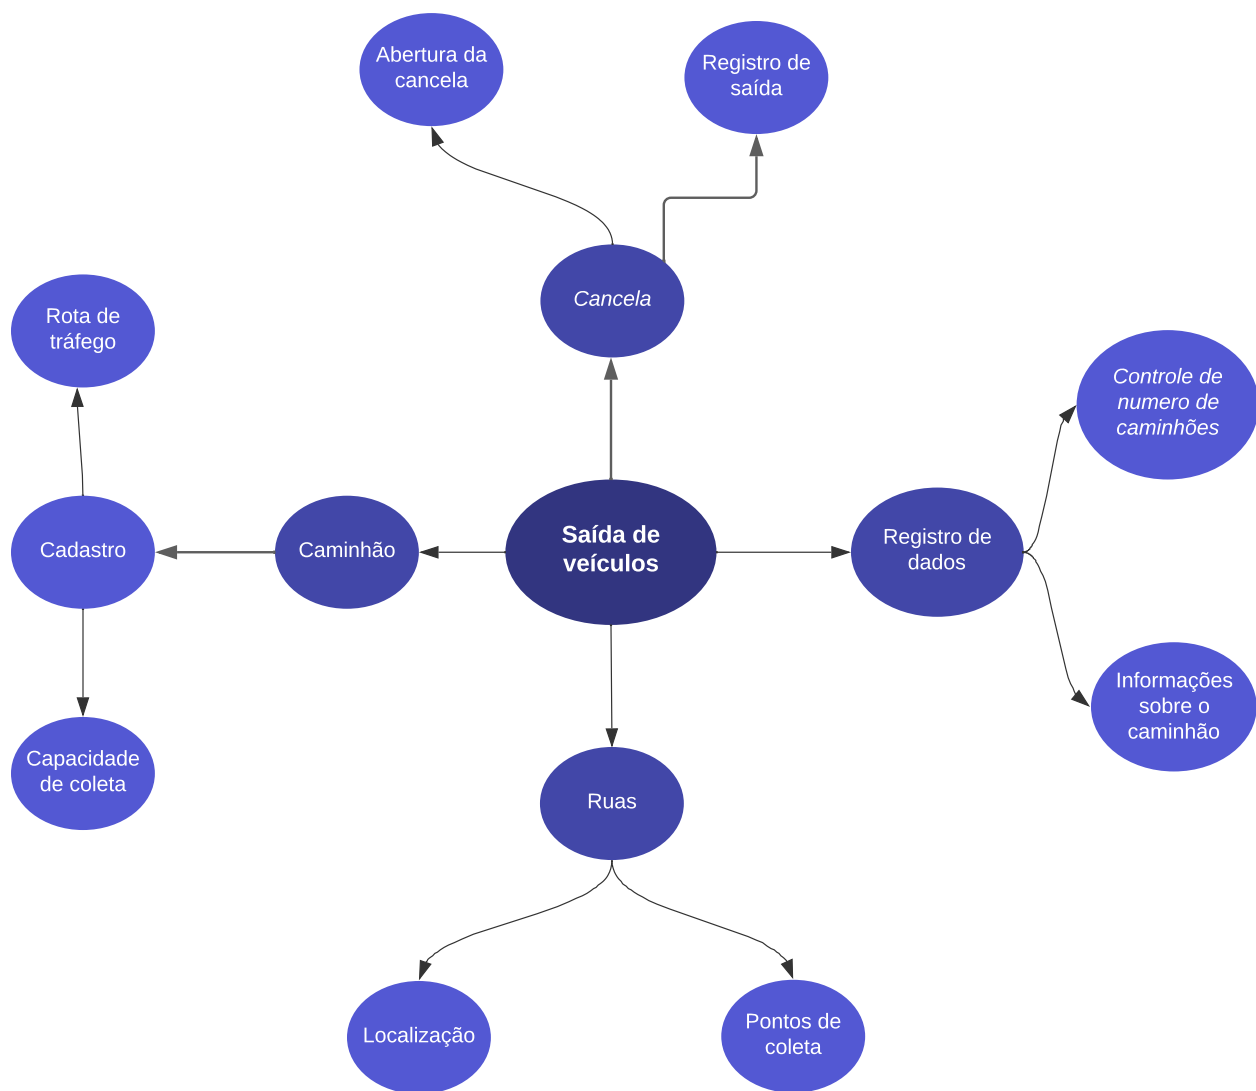 Abertura da
cancela
Registro de
saída
Cancela
Rota de
tráfego
Controle de
numero de
caminhões
Cadastro
Caminhão
Saída de
veículos
Registro de
dados
Informações
sobre o
caminhão
Capacidade
de coleta
Ruas
Localização
Pontos de
coleta